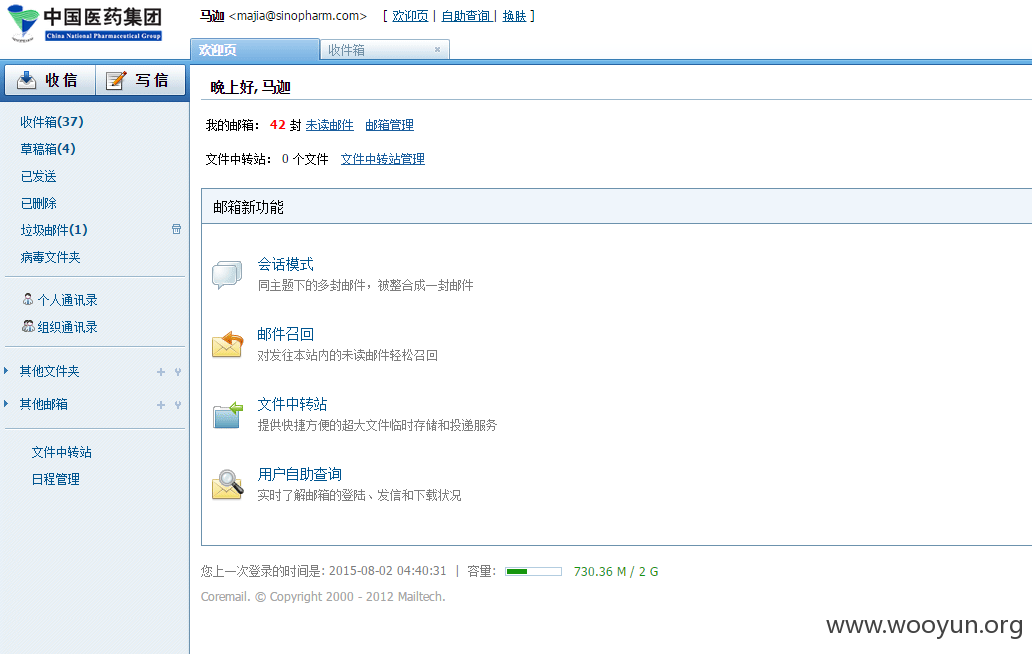 中国医药集团
China National Pharmaceutical Group
马迦 <majia@sinopharm.com> [ 欢迎页 | 自助查询 | 换肤 ]
欢迎页 收件箱 ×
收信 写信
晚上好, 马迦
收件箱(37)
草稿箱(4)
已发送
已删除
垃圾邮件(1)
病毒文件夹
个人通讯录
组织通讯录
其他文件夹
其他邮箱
文件中转站
日程管理
我的邮箱: 42 封 未读邮件 邮箱管理
文件中转站: 0 个文件 文件中转站管理
邮箱新功能
会话模式
同主题下的多封邮件，被整合成一封邮件
邮件召回
对发往本站内的未读邮件轻松召回
文件中转站
提供快捷方便的超大文件临时存储和投递服务
用户自助查询
实时了解邮箱的登陆、发信和下载状况
您上一次登录的时间是: 2015-08-02 04:40:31 | 容量: 730.36 M / 2 G
Coremail. © Copyright 2000 - 2012 Mailtech.
www.wooyun.org